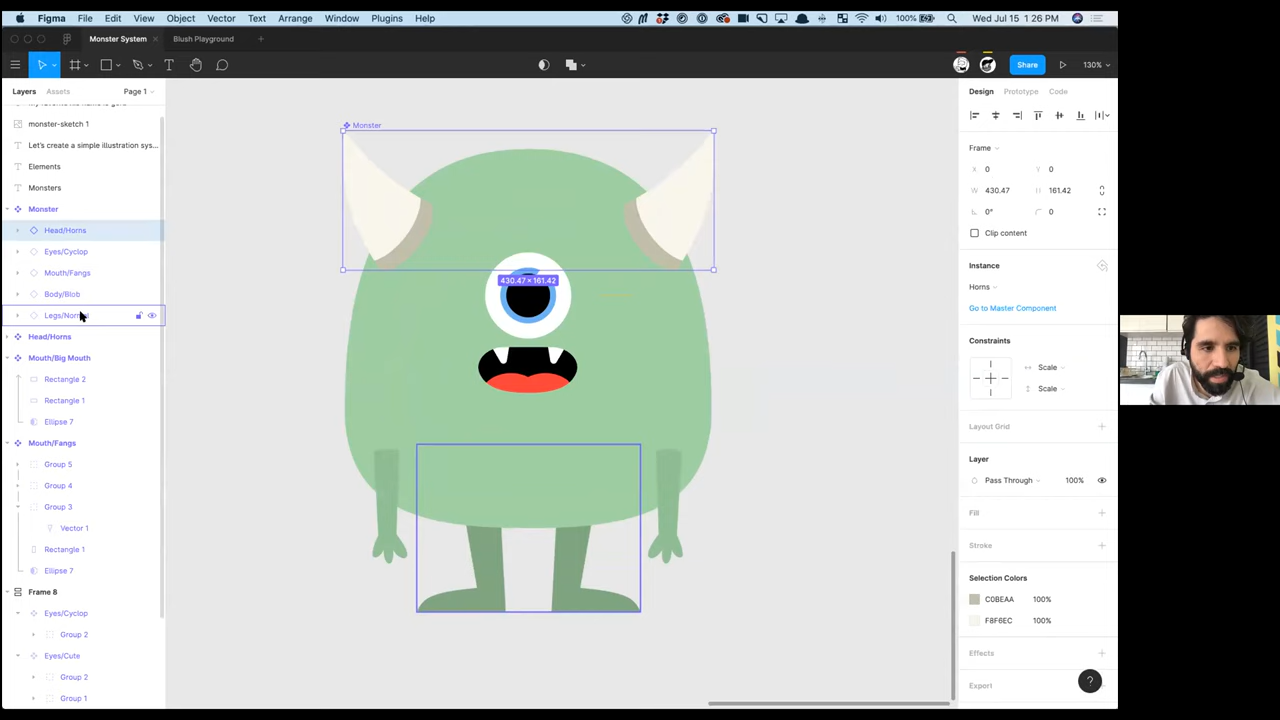 Figma File Edit View Object Vector Text Arrange Window Plugins Help 100% Wed Jul 15 1:26 PM
Monster System Blush Playground
Share 130%
Layers Assets Page 1 Design Prototype Code
monster-sketch 1
Let's create a simple illustration sys...
Elements
Monsters
Monster
Head/Horns
Eyes/Cyclop
Mouth/Fangs
Body/Blob
Legs/Nor
Head/Horns
Mouth/Big Mouth
Rectangle 2
Rectangle 1
Ellipse 7
Mouth/Fangs
Group 5
Group 4
Group 3
Vector 1
Rectangle 1
Ellipse 7
Frame 8
Eyes/Cyclop
Group 2
Eyes/Cute
Group 2
Group 1
Monster
430.47 × 161.42
Frame
X 0 Y 0
W 430.47 H 161.42
0° 0
Clip content
Instance
Horns
Go to Master Component
Constraints
Scale
Scale
Layout Grid
Layer
Pass Through 100%
Fill
Stroke
Selection Colors
C0BEAA 100%
F8F6EC 100%
Effects
Export
?